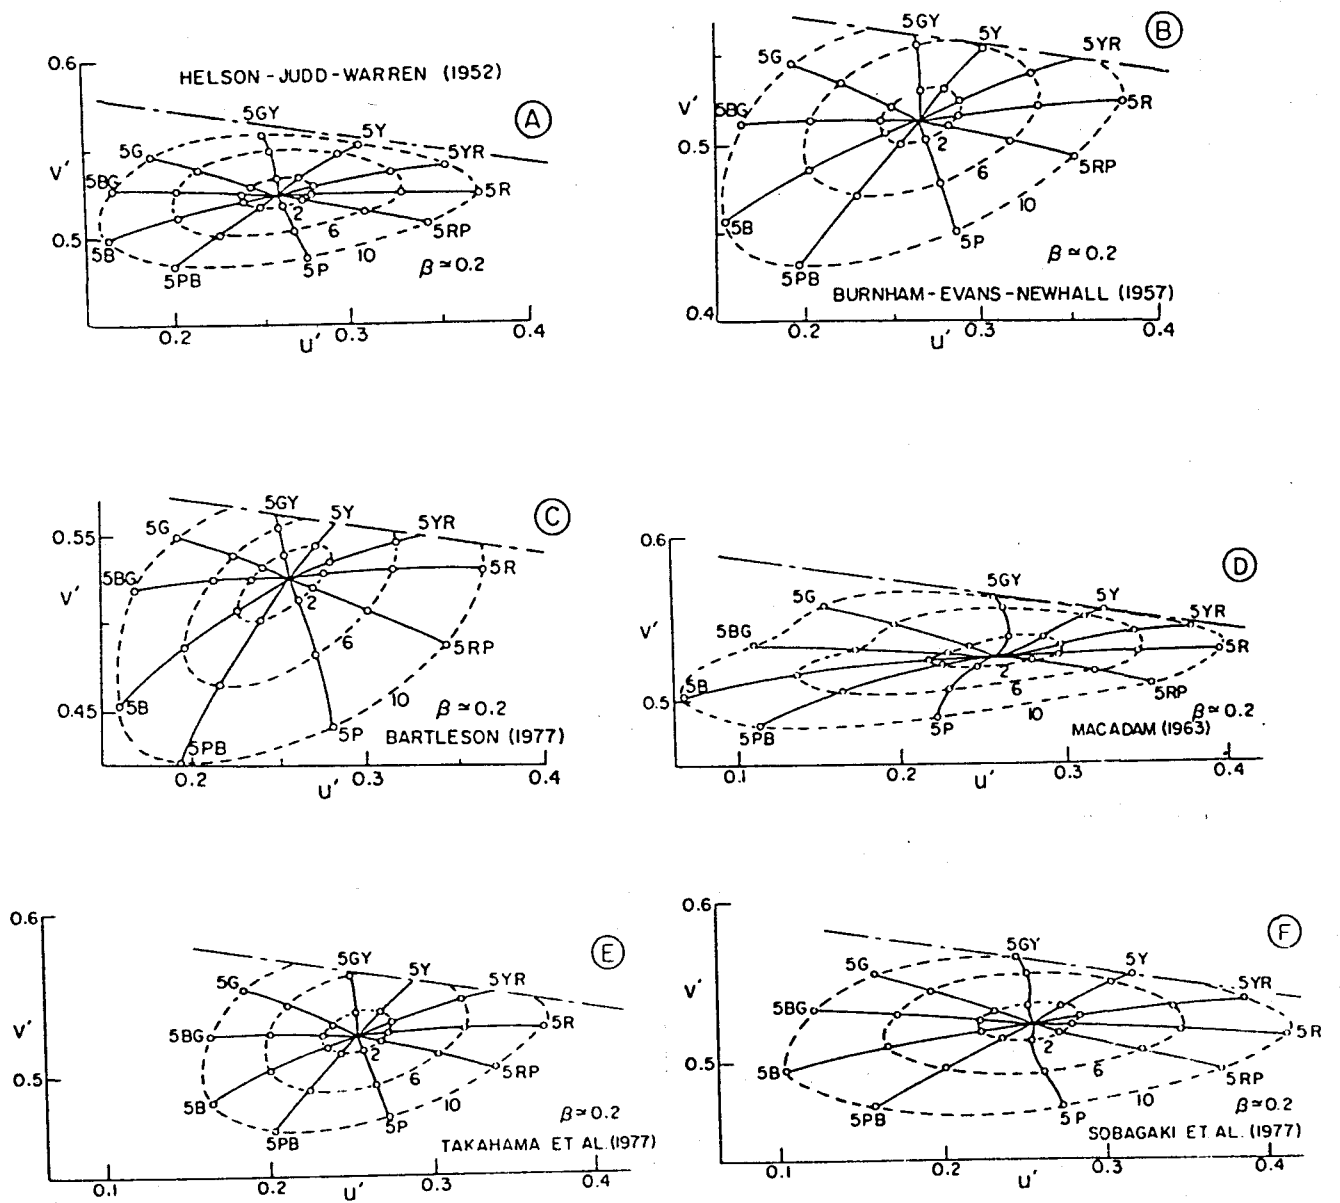 HELSON-JUDD-WARREN (1952)
A
0.6
5GY
5Y
5G
5YR
v'
5BG
5R
2
6
5RP
0.5
5B
10
5P
5PB
β≃0.2
0.2
u'
0.3
0.4
B
5GY
5Y
5YR
5G
v'
5BG
5R
0.5
2
6
5RP
10
5B
5P
5PB
β≃0.2
BURNHAM-EVANS-NEWHALL (1957)
0.4
0.2
u'
0.3
0.4
C
5GY
5Y
5YR
0.55
5G
5BG
5R
v'
2
6
5RP
10
0.45
5B
β≃0.2
5PB
5P
BARTLESON (1977)
0.2
u'
0.3
0.4
D
0.6
5GY
5G
5Y
5YR
v'
5BG
5R
2
6
5RP
0.5
5B
10
β≃0.2
5P
5PB
MACADAM (1963)
0.1
0.2
u'
0.3
0.4
E
0.6
5GY
5Y
5G
5YR
v'
5BG
5R
2
6
5RP
0.5
5B
10
β≃0.2
5P
5PB
TAKAHAMA ET AL. (1977)
0.1
0.2
u'
0.3
0.4
F
0.6
5GY
5Y
5G
5YR
v'
5BG
5R
2
6
5RP
0.5
5B
10
β≃0.2
5PB
5P
SOBAGAKI ET. AL. (1977)
0.1
0.2
u'
0.3
0.4